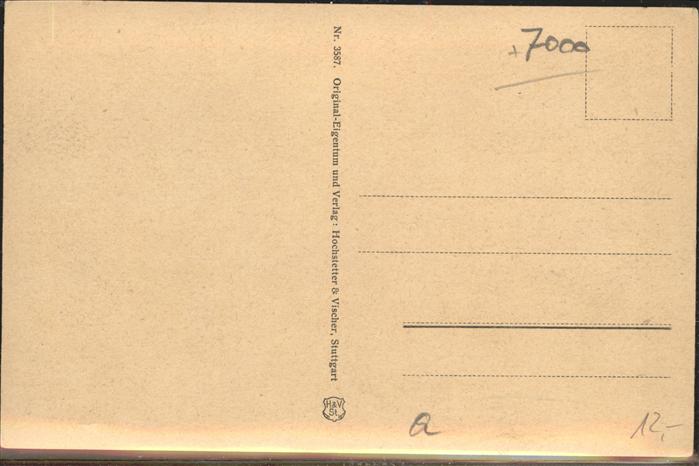 +7000
Nr. 3587. Original-Eigentum und Verlag: Hochstetter & Vischer, Stuttgart
H&V
St.
a
12,-